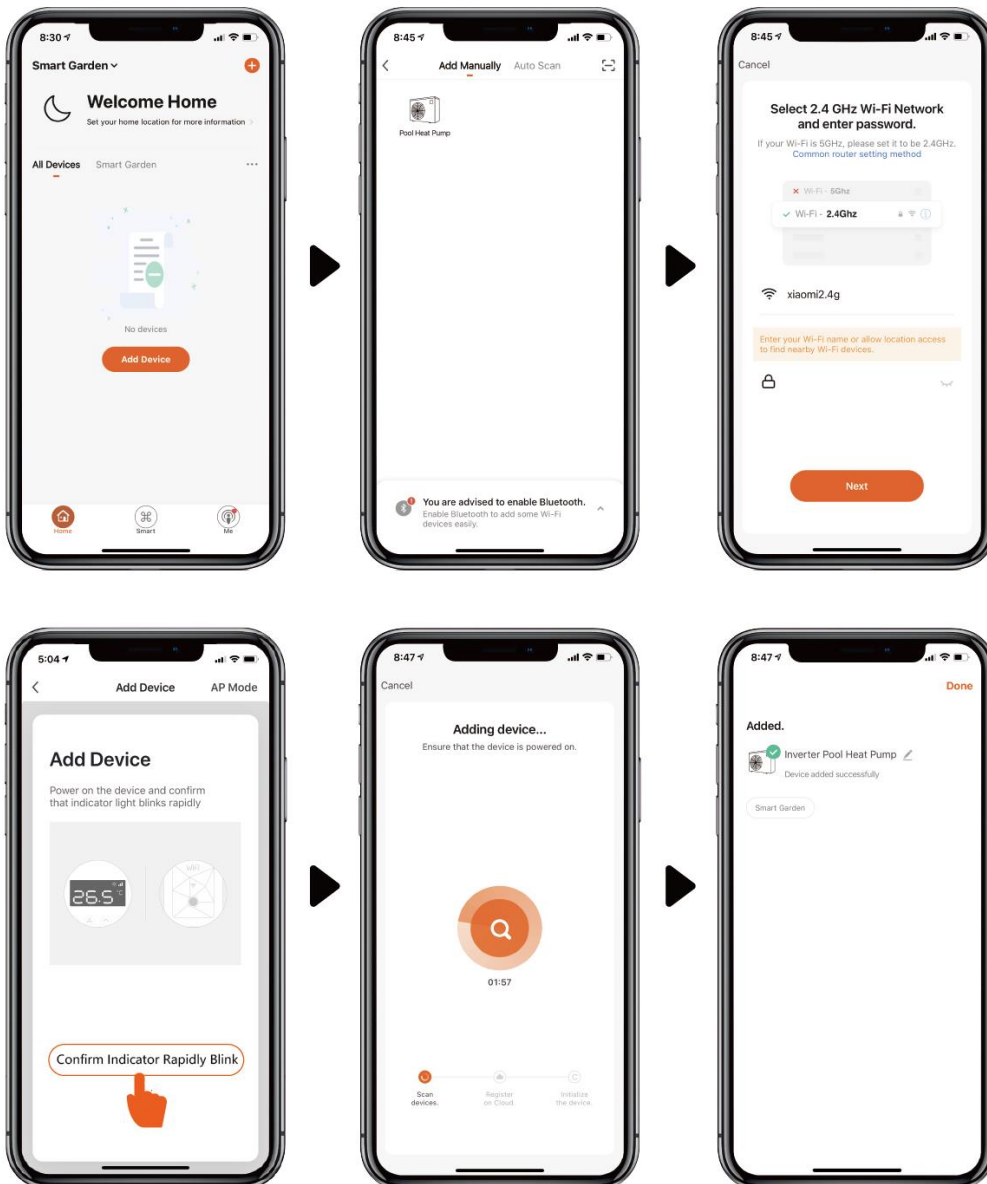 8:30
Smart Garden
Welcome Home
Set your home location for more information
All Devices Smart Garden
No devices
Add Device
Home Smart Me
8:45
Add Manually Auto Scan
Pool Heat Pump
You are advised to enable Bluetooth.
Enable Bluetooth to add some Wi-Fi
devices easily.
8:45
Cancel
Select 2.4 GHz Wi-Fi Network
and enter password.
If your Wi-Fi is 5GHz, please set it to be 2.4GHz.
Common router setting method
Wi-Fi - 5Ghz
Wi-Fi - 2.4Ghz
xiaomi2.4g
Enter your Wi-Fi name or allow location access
to find nearby Wi-Fi devices.
Next
5:04
Add Device AP Mode
Add Device
Power on the device and confirm
that indicator light blinks rapidly
26.5 °C
WiFi
Confirm Indicator Rapidly Blink
8:47
Cancel
Adding device...
Ensure that the device is powered on.
01:57
Scan
devices.
Register
on Cloud.
Initialize
the device.
8:47
Done
Added.
Inverter Pool Heat Pump
Device added successfully
Smart Garden